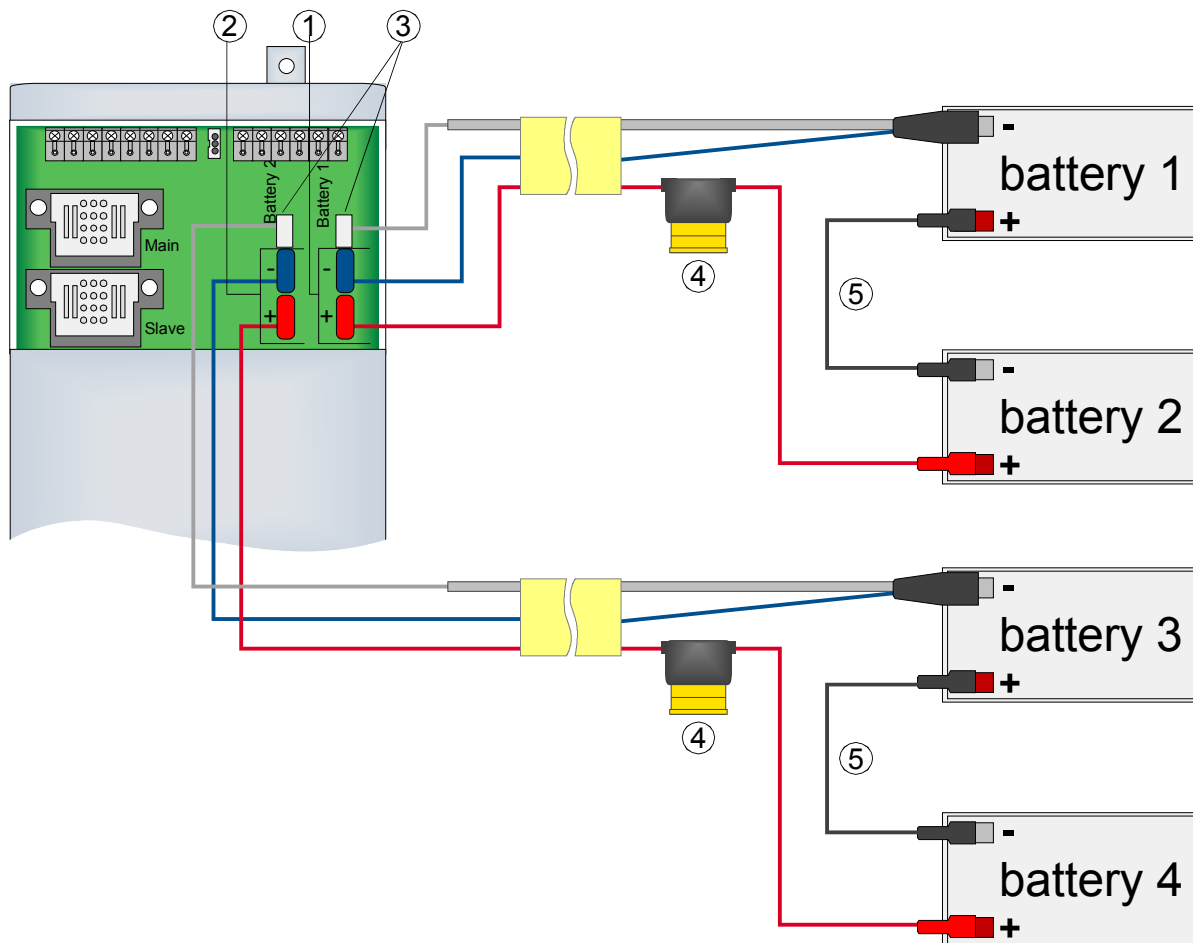 ② ① ③
Battery 2
Battery 1
Main
Slave
- -
+ +
-
battery 1
+
④
⑤
-
battery 2
+
-
battery 3
+
④
⑤
-
battery 4
+